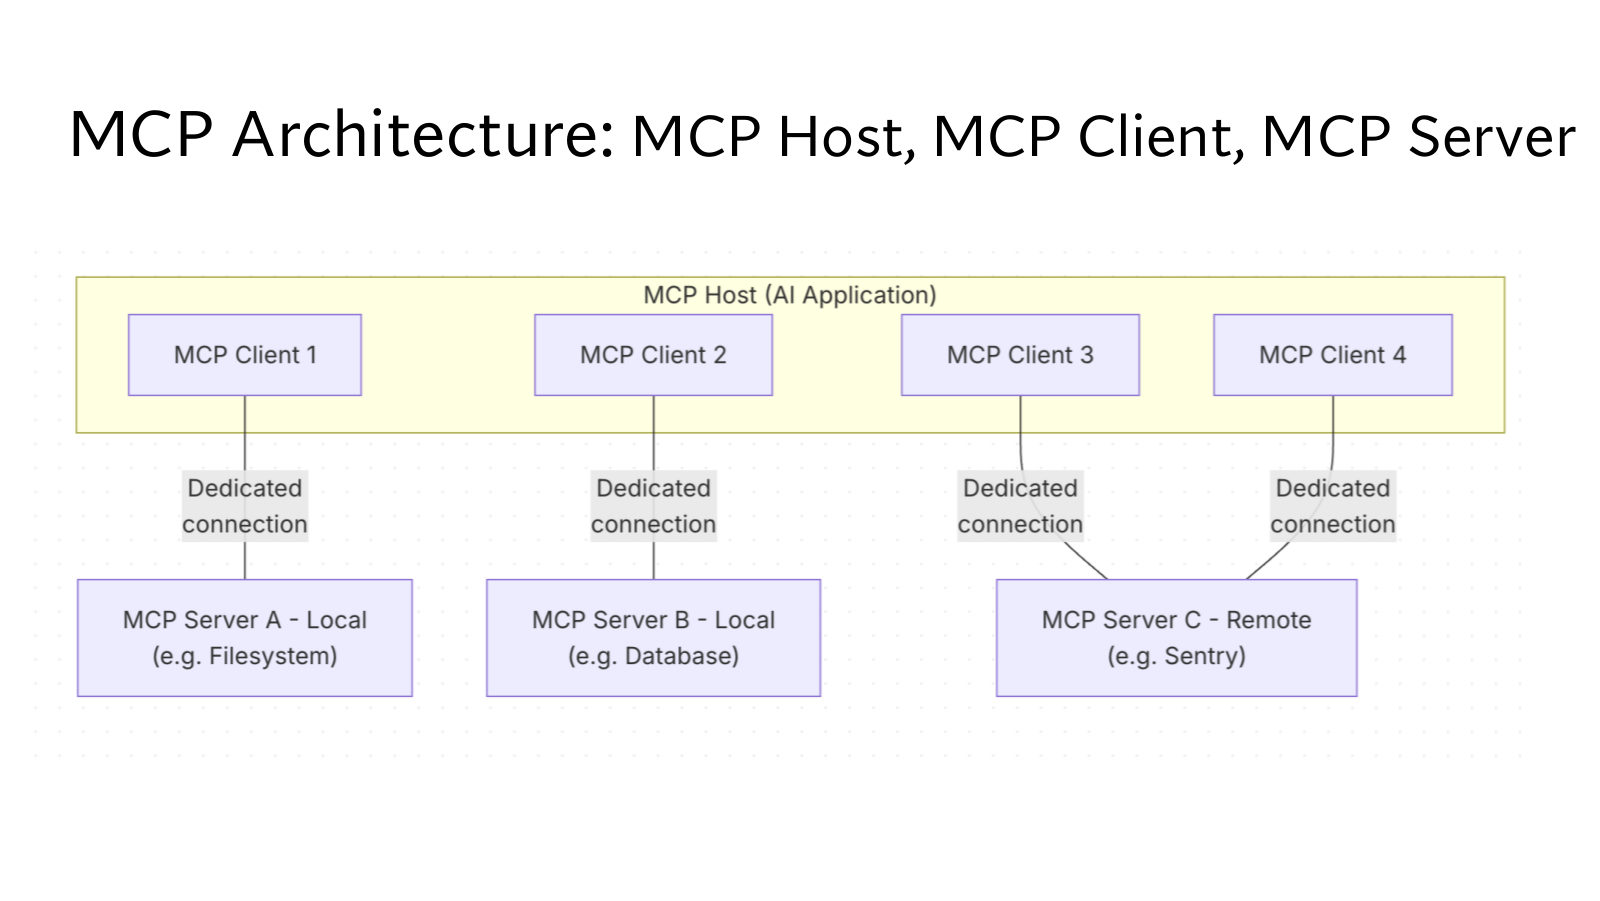 MCP Architecture: MCP Host, MCP Client, MCP Server
MCP Host (AI Application)
MCP Client 1
MCP Client 2
MCP Client 3
MCP Client 4
Dedicated
connection
Dedicated
connection
Dedicated
connection
Dedicated
connection
MCP Server A - Local
(e.g. Filesystem)
MCP Server B - Local
(e.g. Database)
MCP Server C - Remote
(e.g. Sentry)